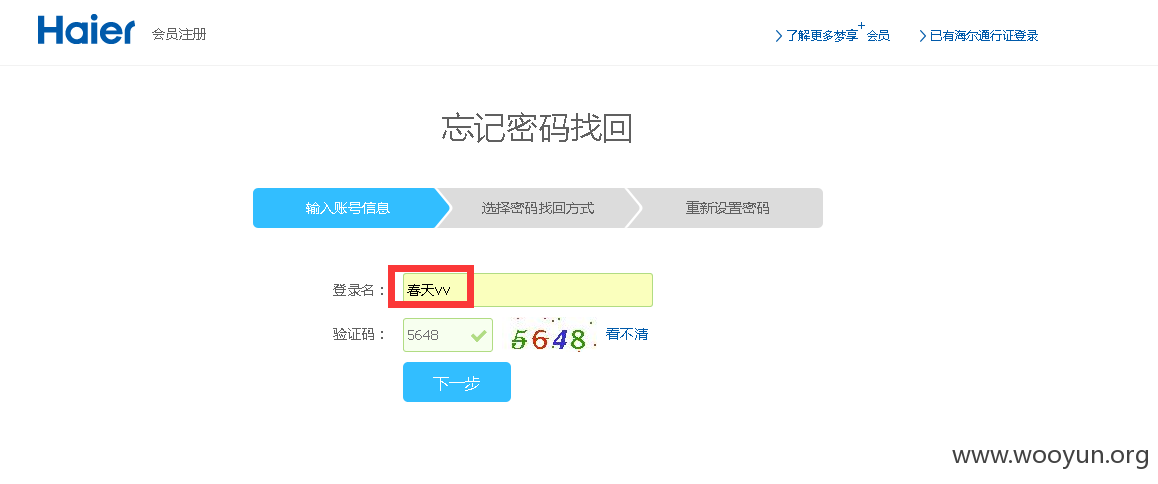 Haier 会员注册 了解更多梦享+ 会员 已有海尔通行证登录
忘记密码找回
输入账号信息 选择密码找回方式 重新设置密码
登录名： 春天vv
验证码： 5648 5648 看不清
下一步
www.wooyun.org